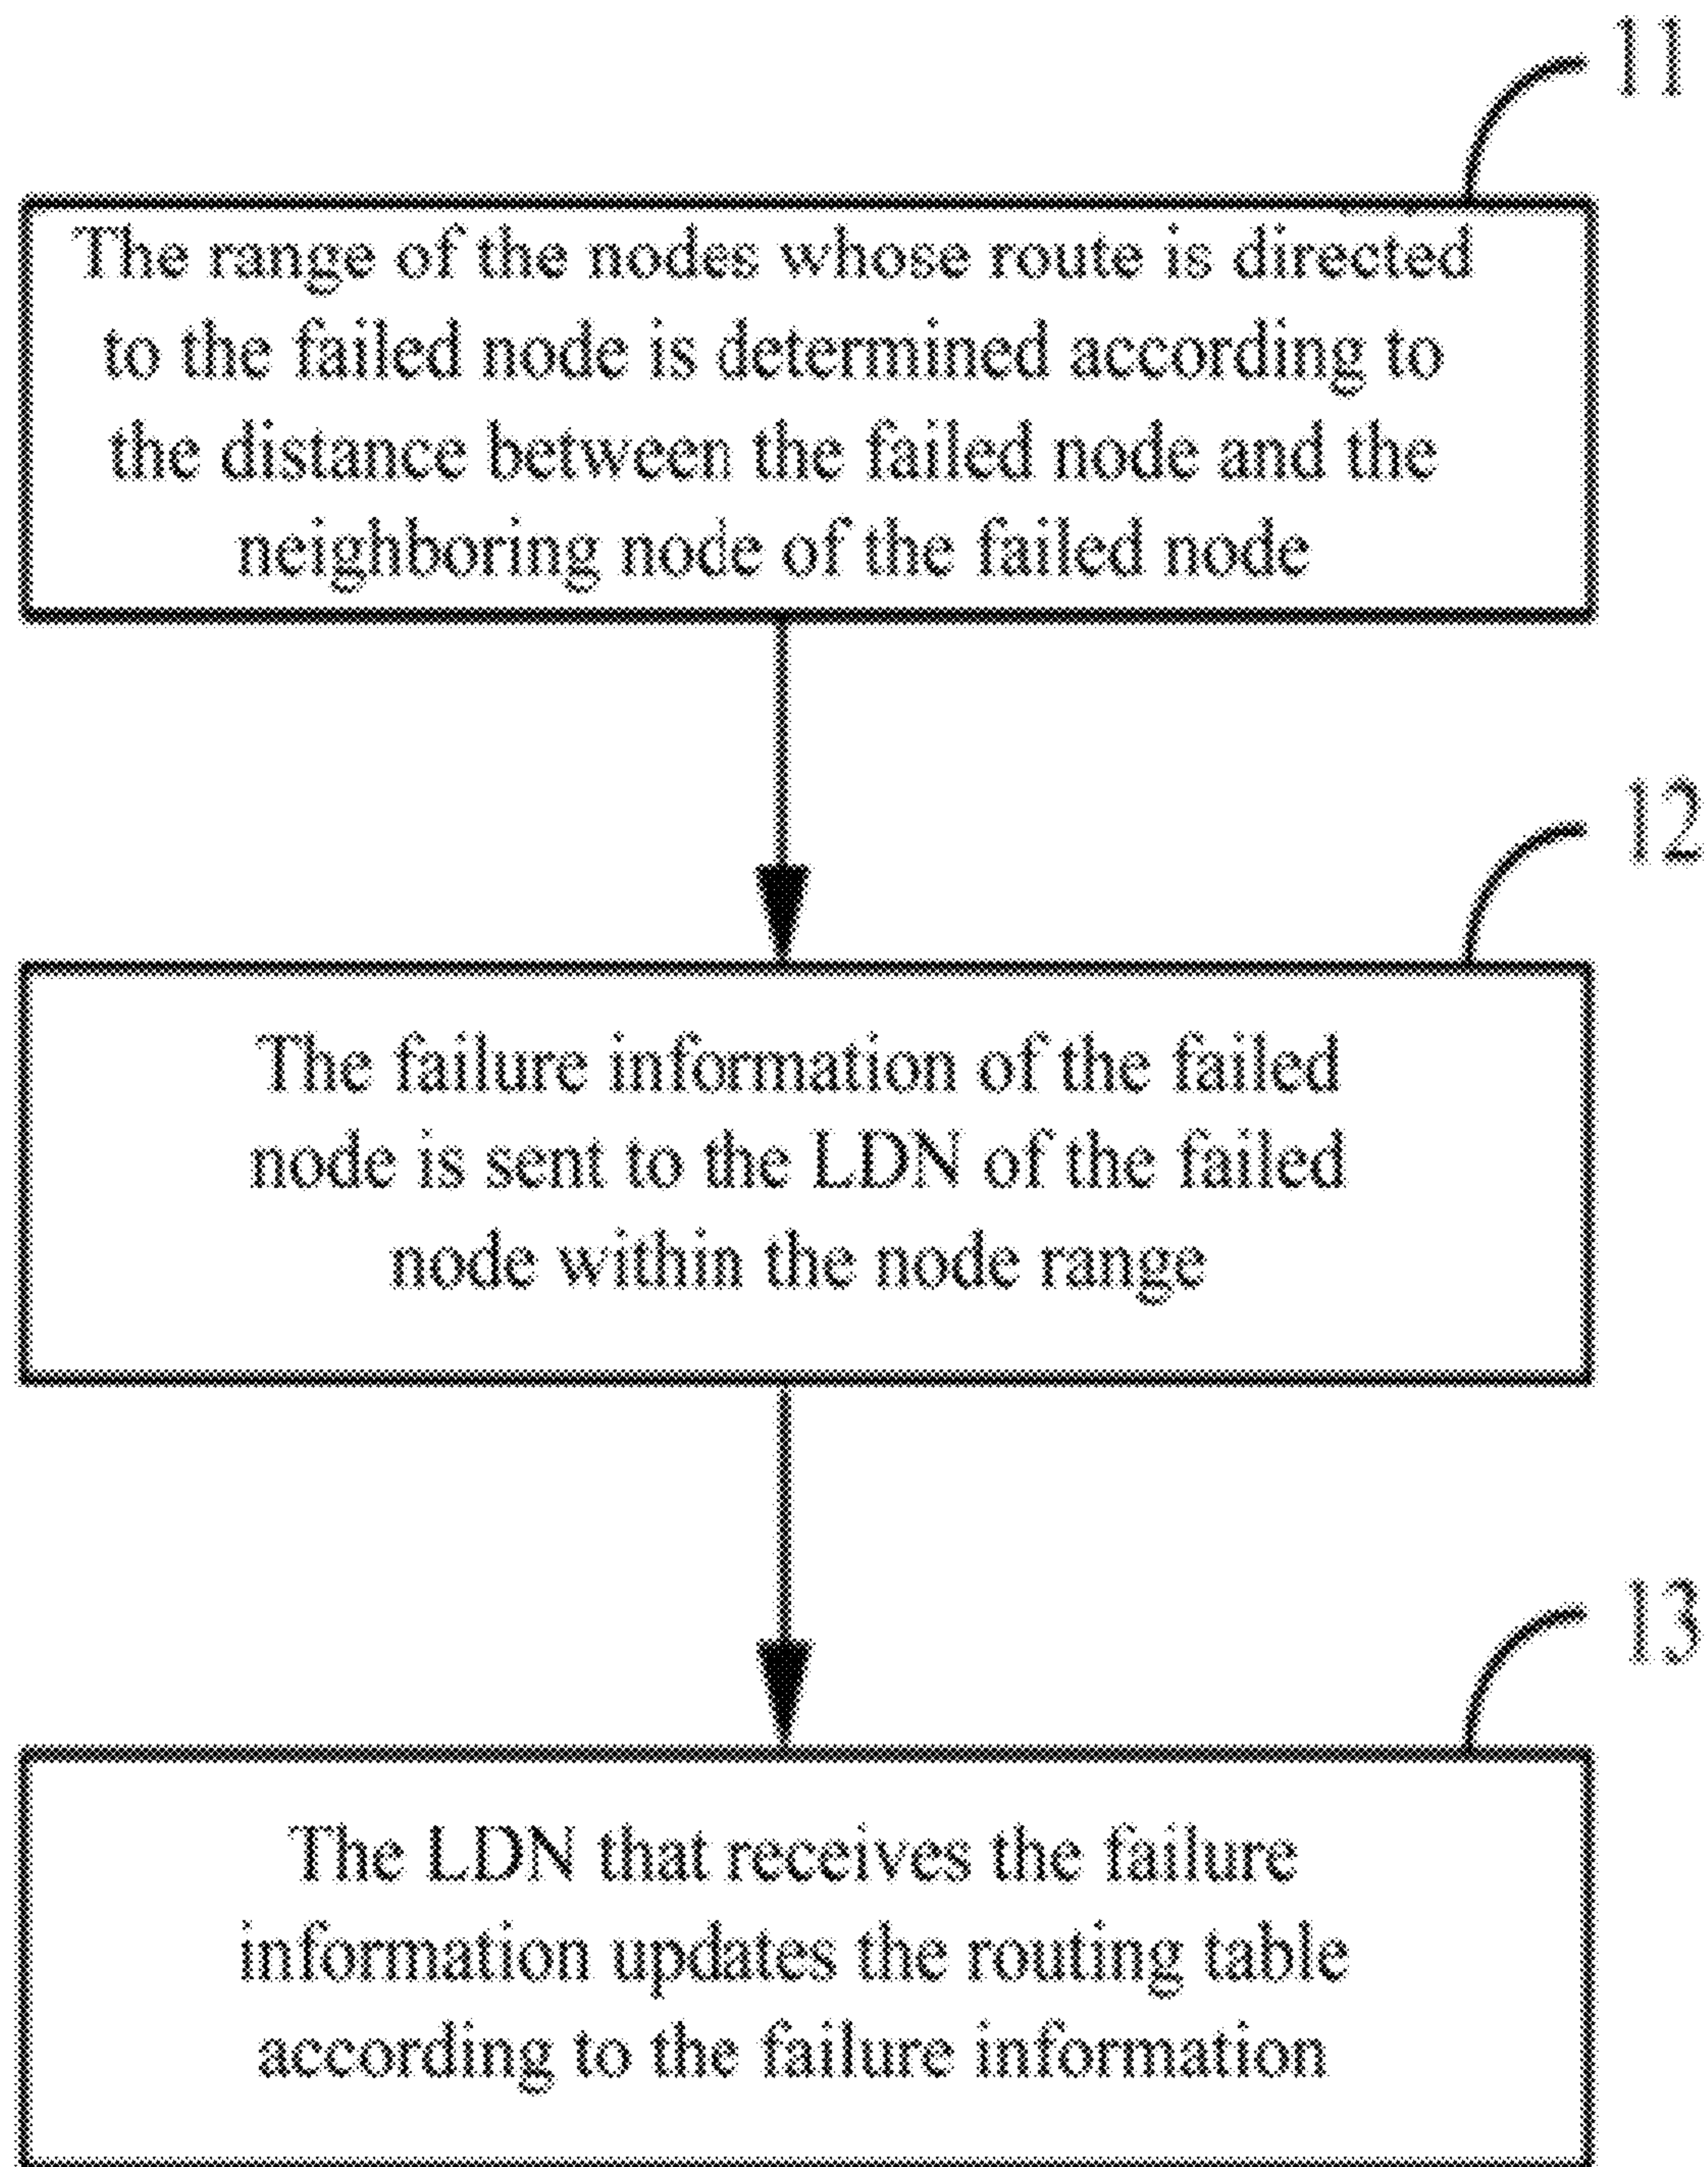 11
The range of the nodes whose route is directed
to the failed node is determined according to
the distance between the failed node and the
neighboring node of the failed node
12
The failure information of the failed
node is sent to the LDN of the failed
node within the node range
13
The LDN that receives the failure
information updates the routing table
according to the failure information